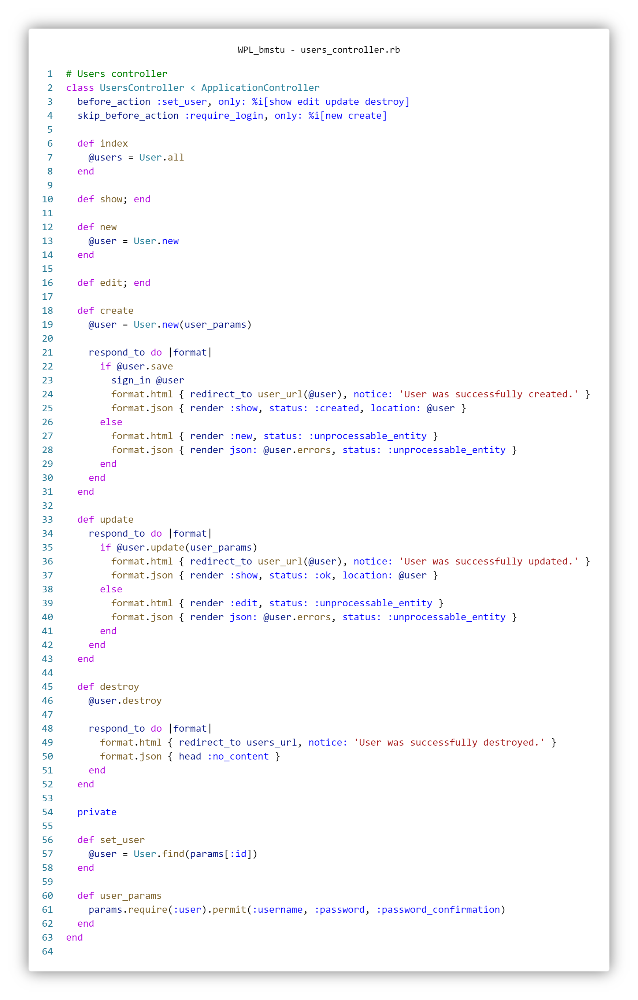 WPL_bmstu - users_controller.rb
1 # Users controller
2 class UsersController < ApplicationController
3   before_action :set_user, only: %i[show edit update destroy]
4   skip_before_action :require_login, only: %i[new create]
5
6   def index
7     @users = User.all
8   end
9
10   def show; end
11
12   def new
13     @user = User.new
14   end
15
16   def edit; end
17
18   def create
19     @user = User.new(user_params)
20
21     respond_to do |format|
22       if @user.save
23         sign_in @user
24         format.html { redirect_to user_url(@user), notice: 'User was successfully created.' }
25         format.json { render :show, status: :created, location: @user }
26       else
27         format.html { render :new, status: :unprocessable_entity }
28         format.json { render json: @user.errors, status: :unprocessable_entity }
29       end
30     end
31   end
32
33   def update
34     respond_to do |format|
35       if @user.update(user_params)
36         format.html { redirect_to user_url(@user), notice: 'User was successfully updated.' }
37         format.json { render :show, status: :ok, location: @user }
38       else
39         format.html { render :edit, status: :unprocessable_entity }
40         format.json { render json: @user.errors, status: :unprocessable_entity }
41       end
42     end
43   end
44
45   def destroy
46     @user.destroy
47
48     respond_to do |format|
49       format.html { redirect_to users_url, notice: 'User was successfully destroyed.' }
50       format.json { head :no_content }
51     end
52   end
53
54   private
55
56   def set_user
57     @user = User.find(params[:id])
58   end
59
60   def user_params
61     params.require(:user).permit(:username, :password, :password_confirmation)
62   end
63 end
64